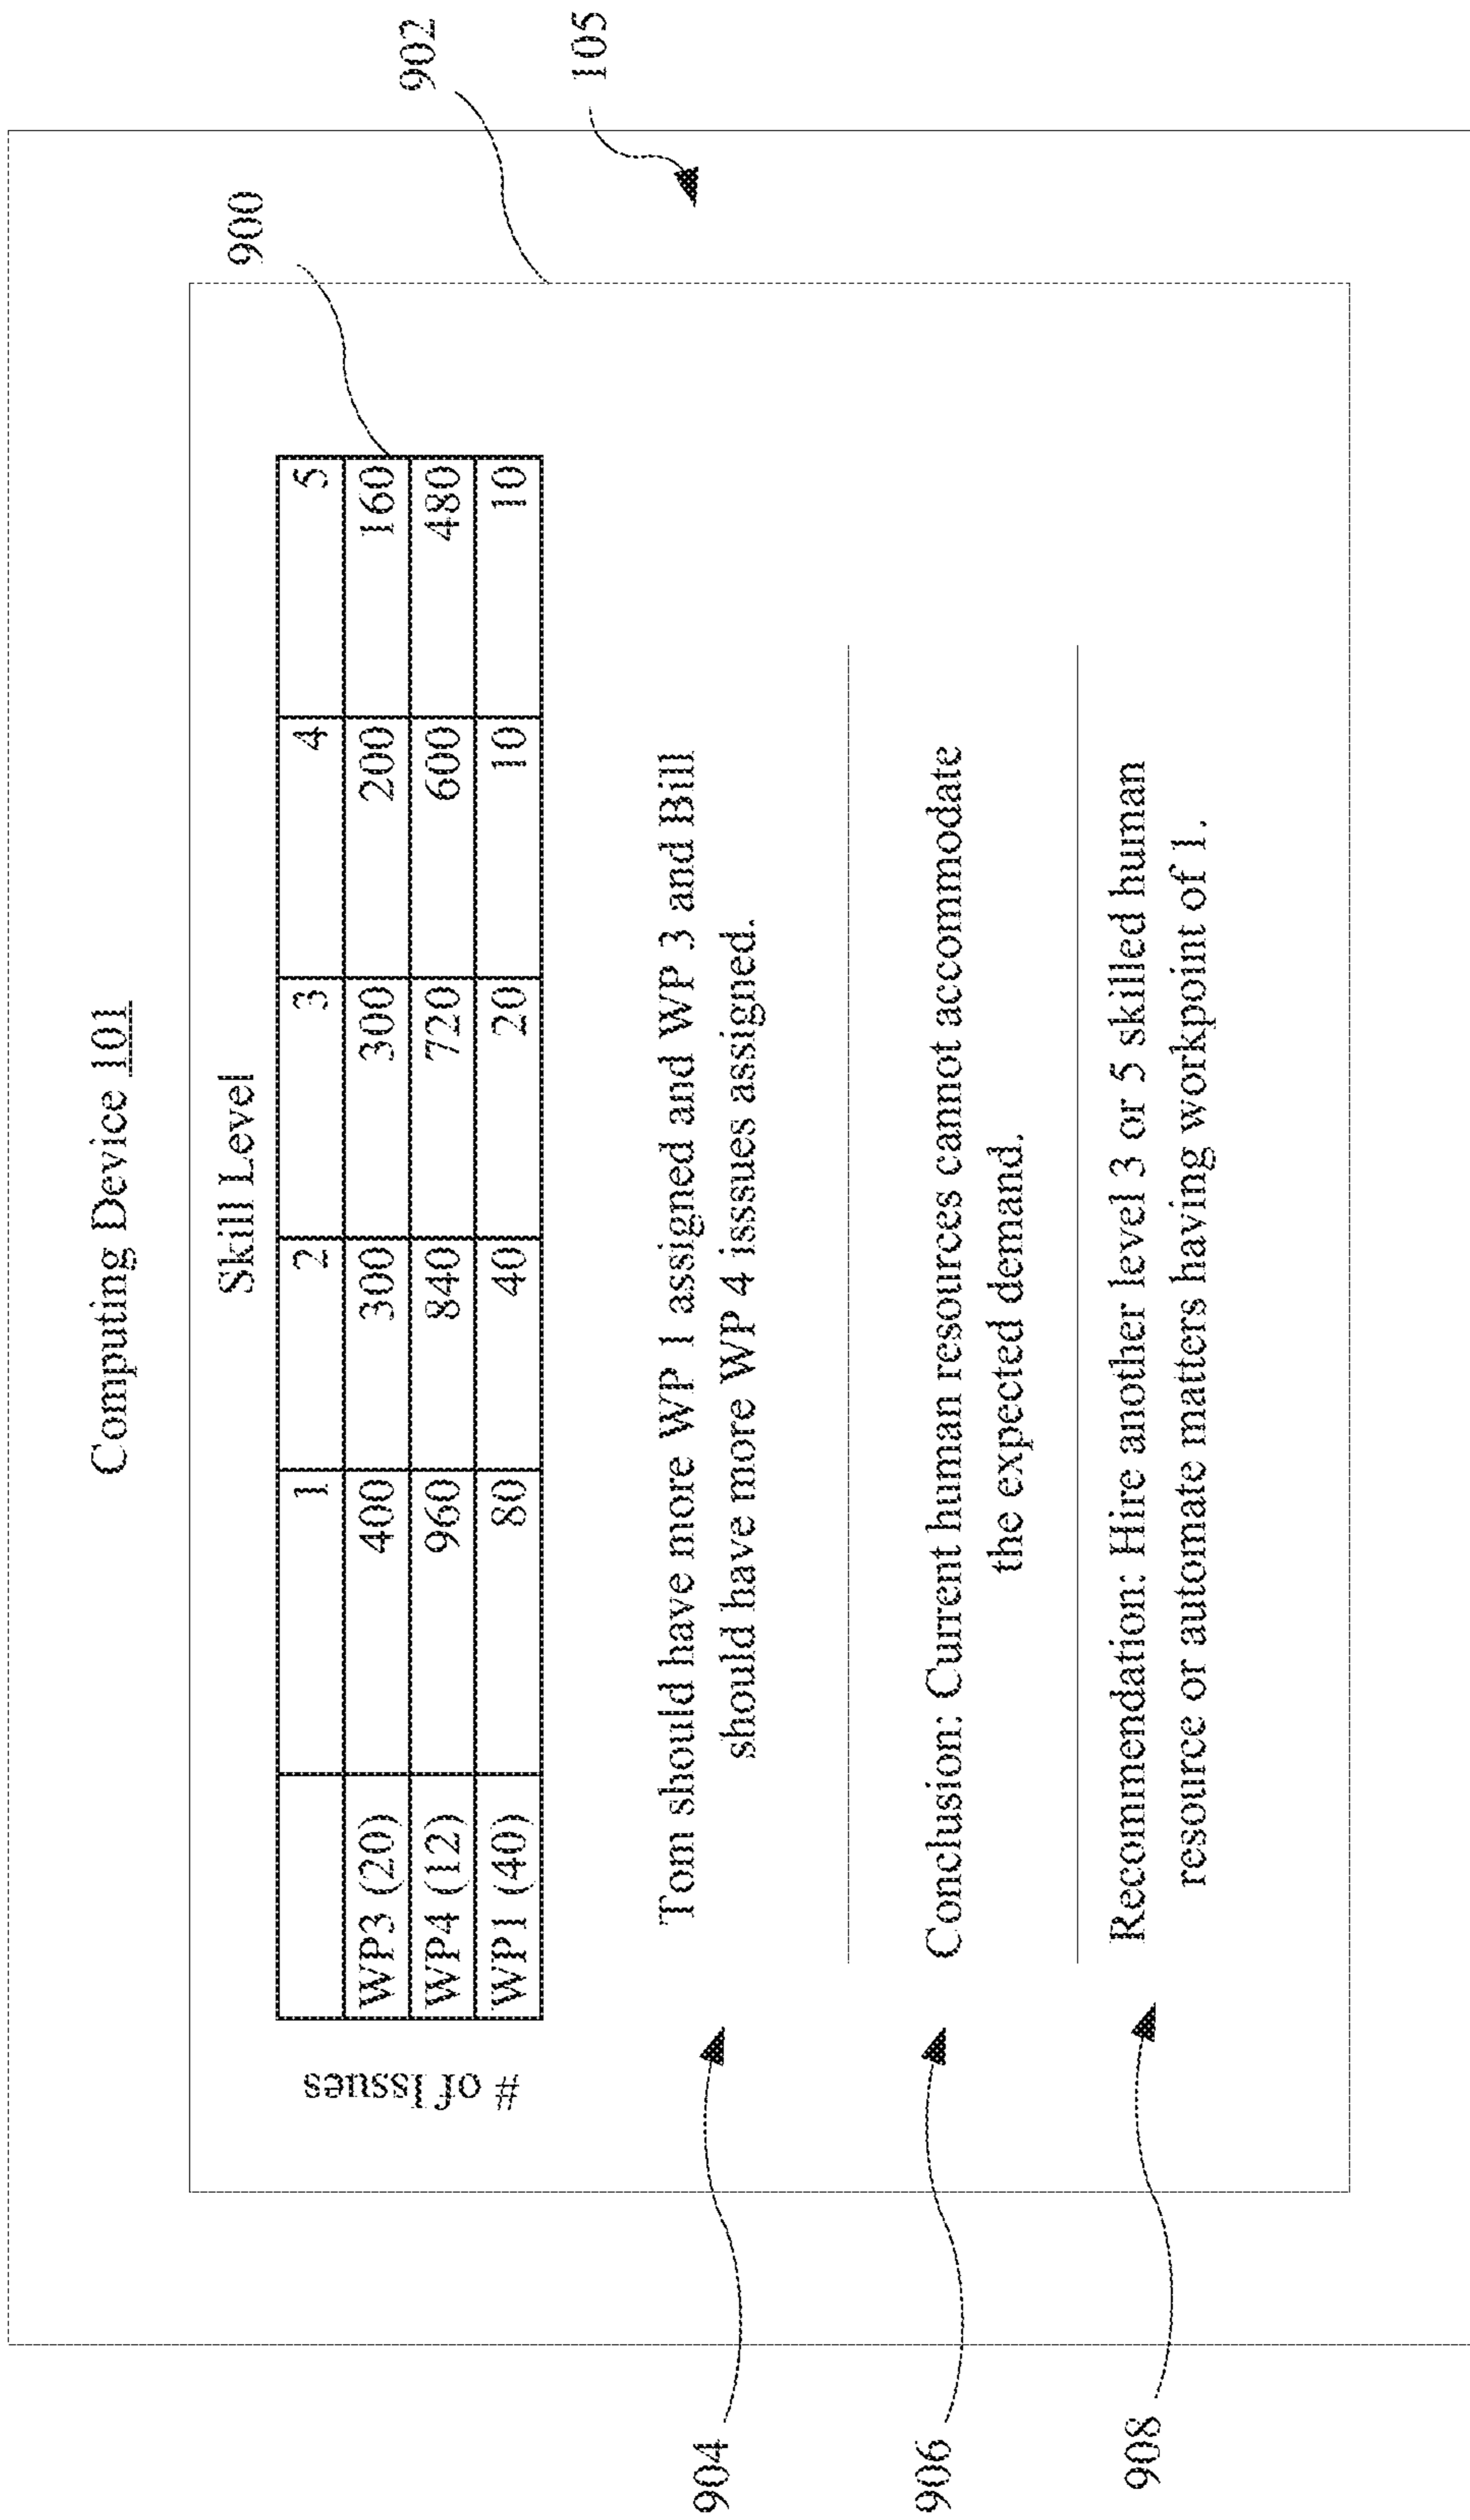 Computing Device 101
Skill Level
# of Issues
1 2 3 4 5
WP3 (20) 400 300 300 200 160
WP4 (12) 960 840 720 600 480
WP1 (40) 80 40 20 10 10
Tom should have more WP 1 assigned and WP 3 and Bill
should have more WP 4 isssues assigned.
Conclusion: Current human resources cannot accommodate
the expected demand.
Recommendation: Hire another level 3 or 5 skilled human
resource or automate matters having workpoint of 1.
900
902
105
904
906
908